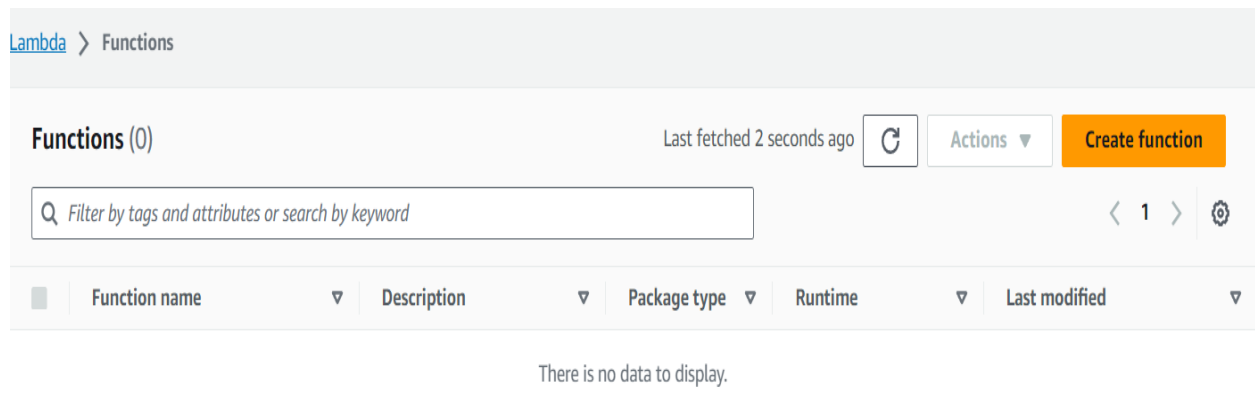 Lambda > Functions
Functions (0) Last fetched 2 seconds ago Actions Create function
Filter by tags and attributes or search by keyword 1
Function name Description Package type Runtime Last modified
There is no data to display.